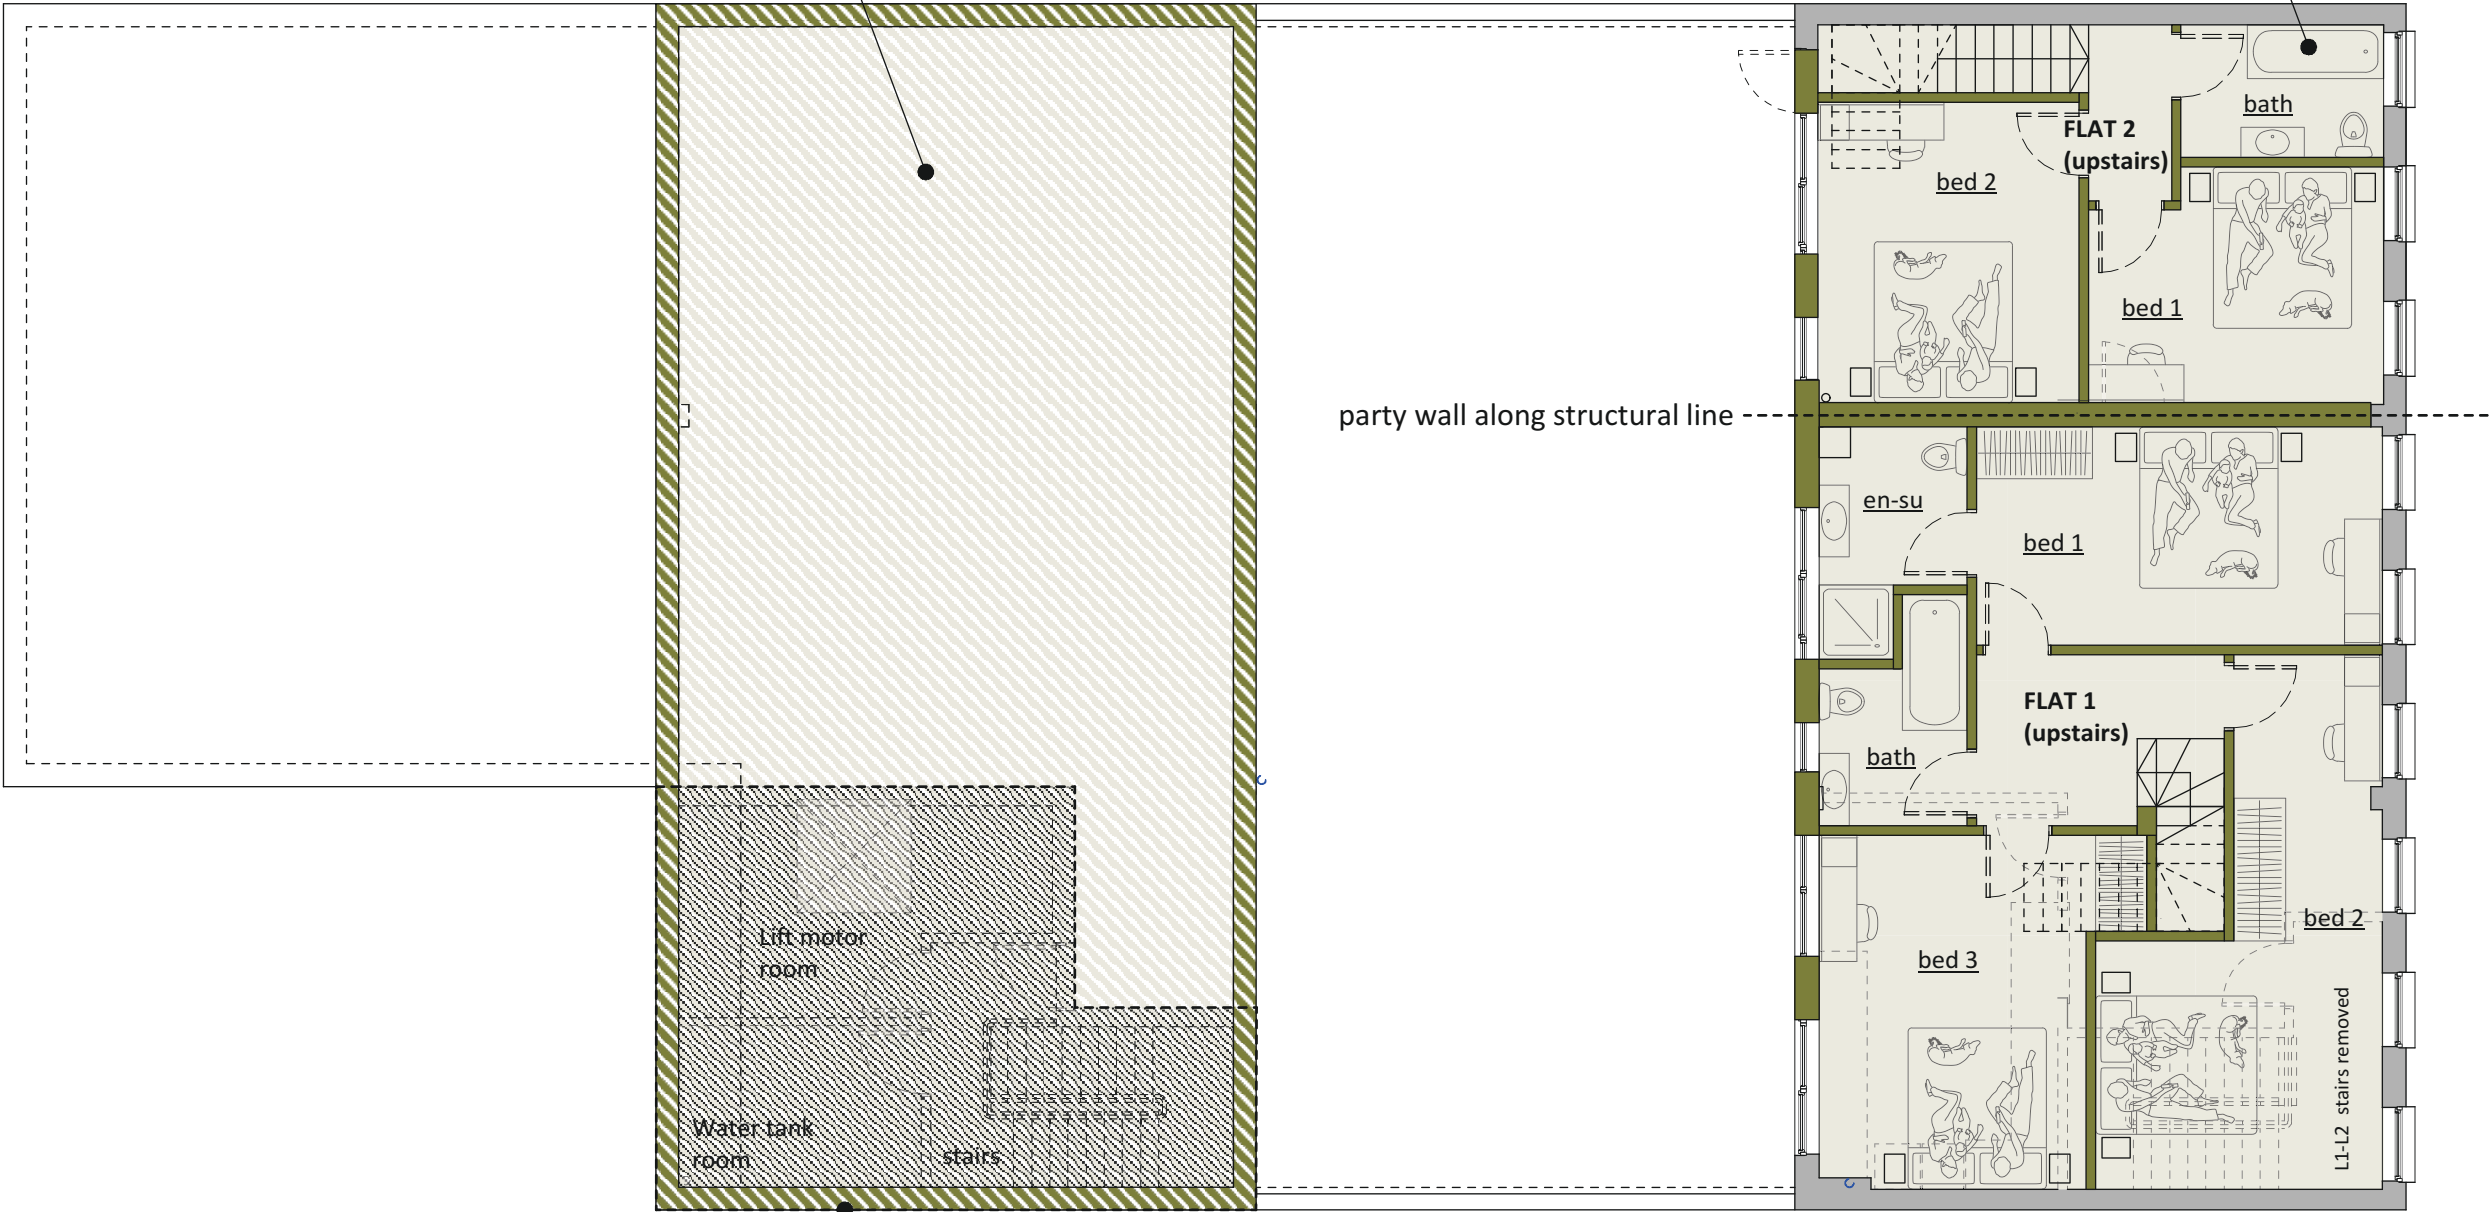 bath
FLAT 2
(upstairs)
bed 2
bed 1
party wall along structural line
en-su
bed 1
FLAT 1
(upstairs)
bath
bed 2
Lift motor
room
bed 3
L1-L2 stairs removed
Water tank
room
stairs